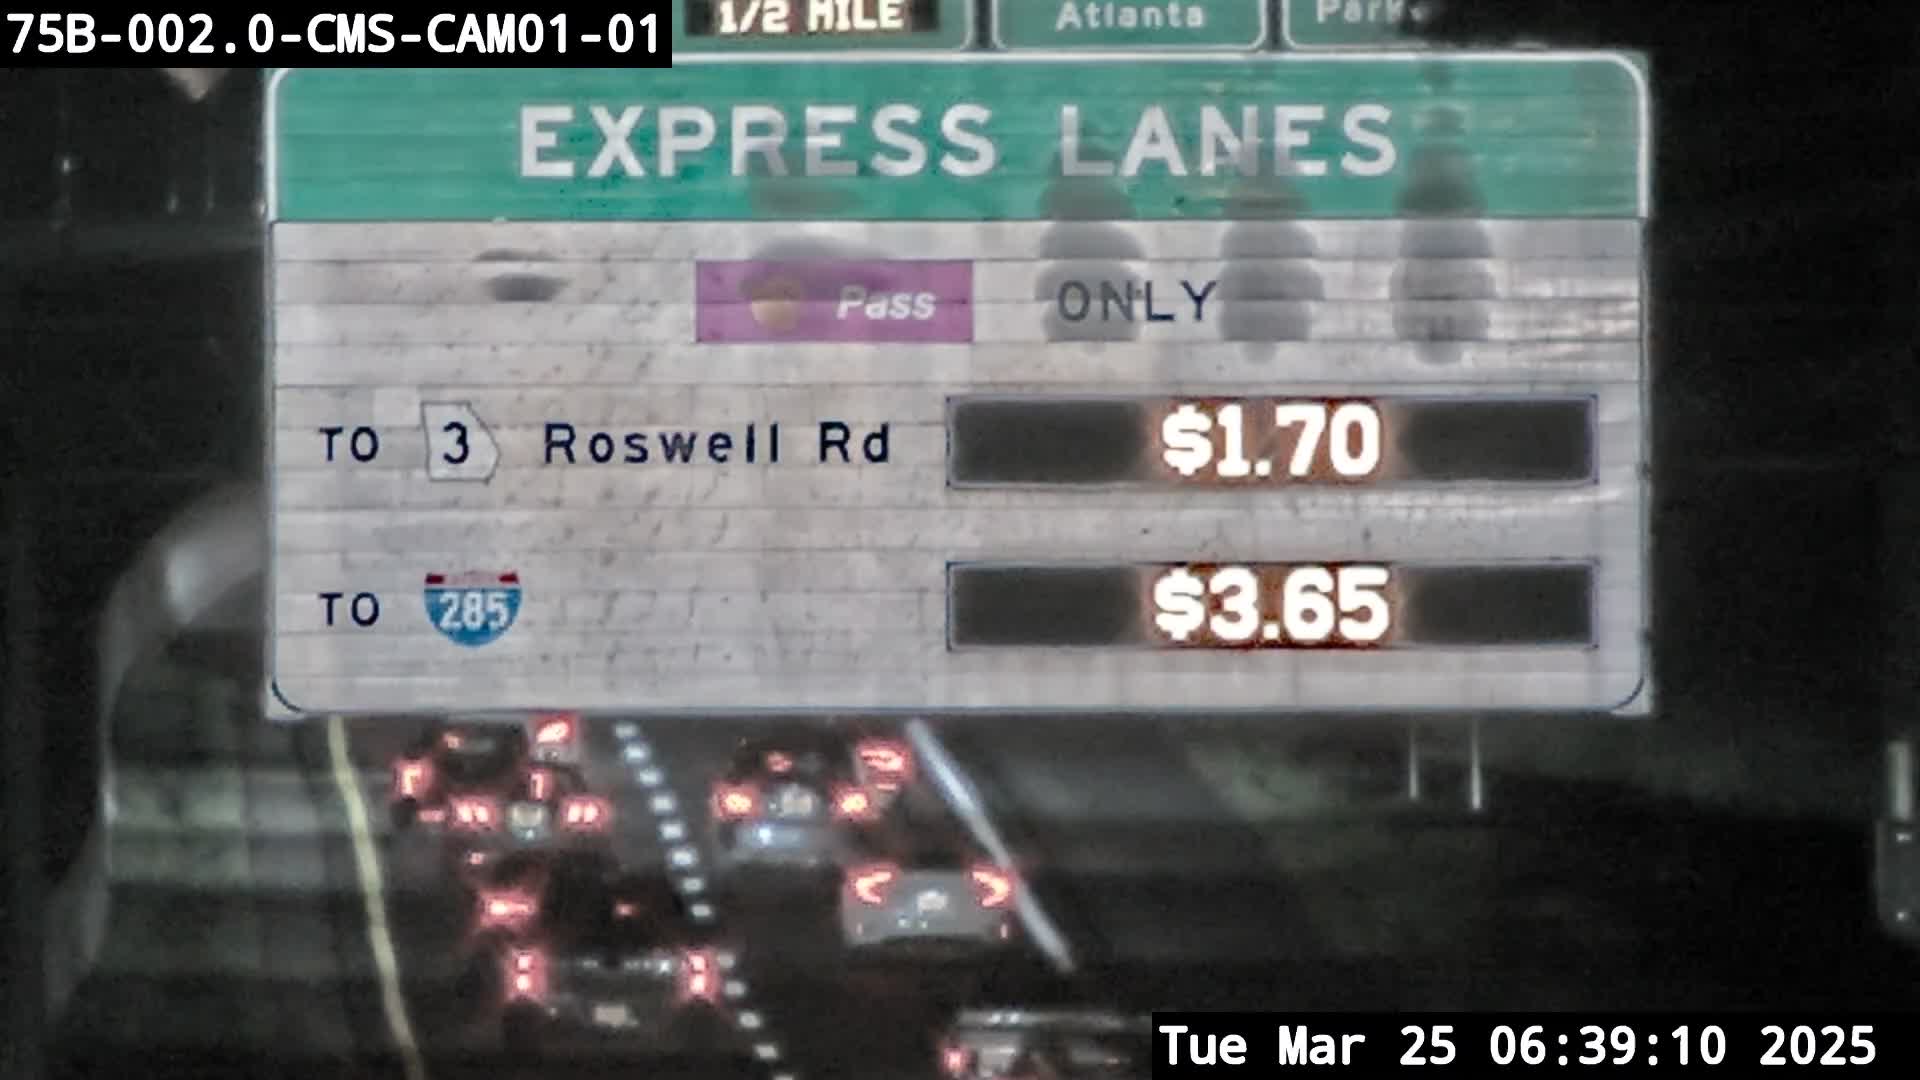 75B-002.0-CMS-CAM01-01
1/2 MILE
Atlanta
Park
EXPRESS LANES
Pass ONLY
TO 3 Roswell Rd $1.70
TO 285 $3.65
Tue Mar 25 06:39:10 2025